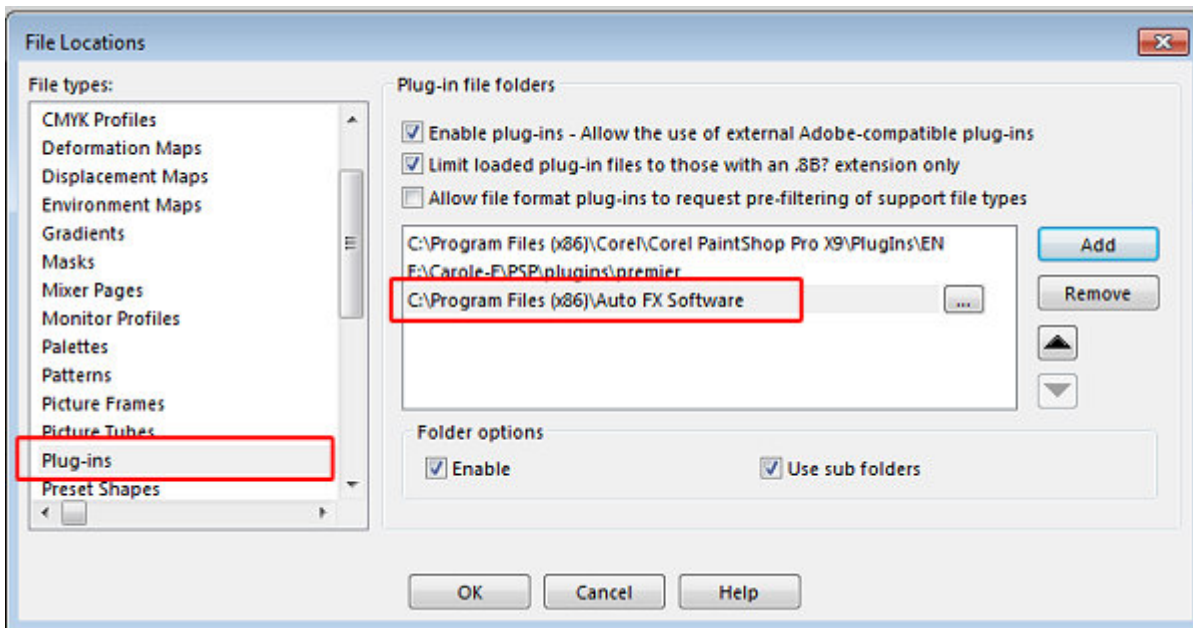 File Locations
File types:
CMYK Profiles
Deformation Maps
Displacement Maps
Environment Maps
Gradients
Masks
Mixer Pages
Monitor Profiles
Palettes
Patterns
Picture Frames
Picture Tubes
Plug-ins
Preset Shapes
Plug-in file folders
Enable plug-ins - Allow the use of external Adobe-compatible plug-ins
Limit loaded plug-in files to those with an .8B? extension only
Allow file format plug-ins to request pre-filtering of support file types
C:\Program Files (x86)\Corel\Corel PaintShop Pro X9\PlugIns\EN
F:\Carole-F\PSP\plugins\premier
C:\Program Files (x86)\Auto FX Software
...
Add
Remove
Folder options
Enable
Use sub folders
OK
Cancel
Help